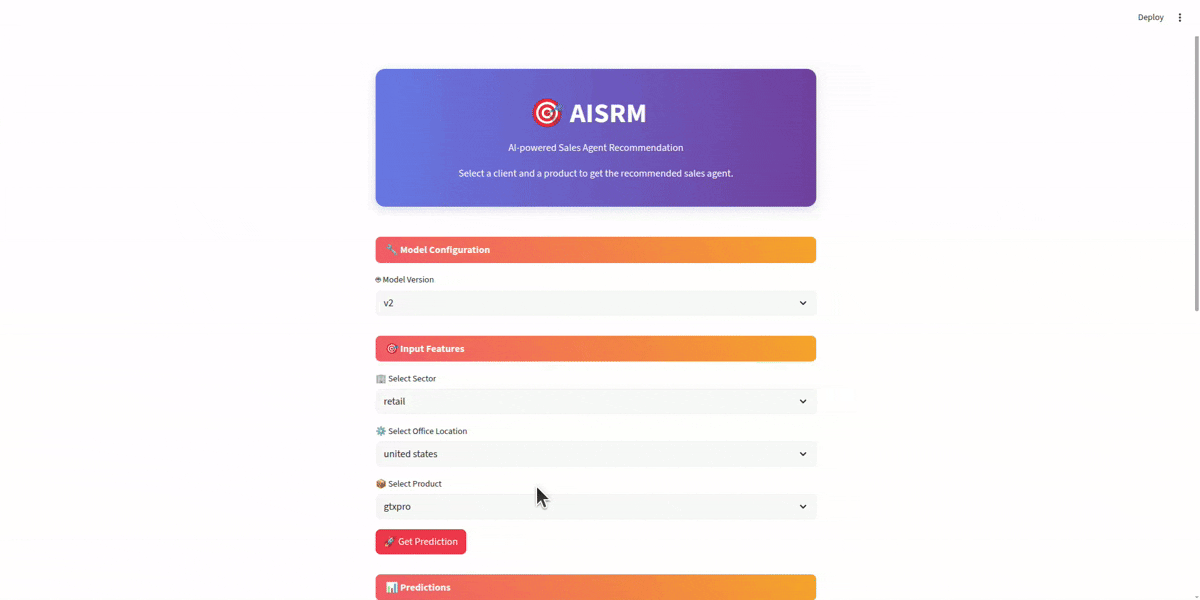 Deploy
AISRM
AI-powered Sales Agent Recommendation
Select a client and a product to get the recommended sales agent.
Model Configuration
Model Version
v2
Input Features
Select Sector
retail
Select Office Location
united states
Select Product
gtxpro
Get Prediction
Predictions